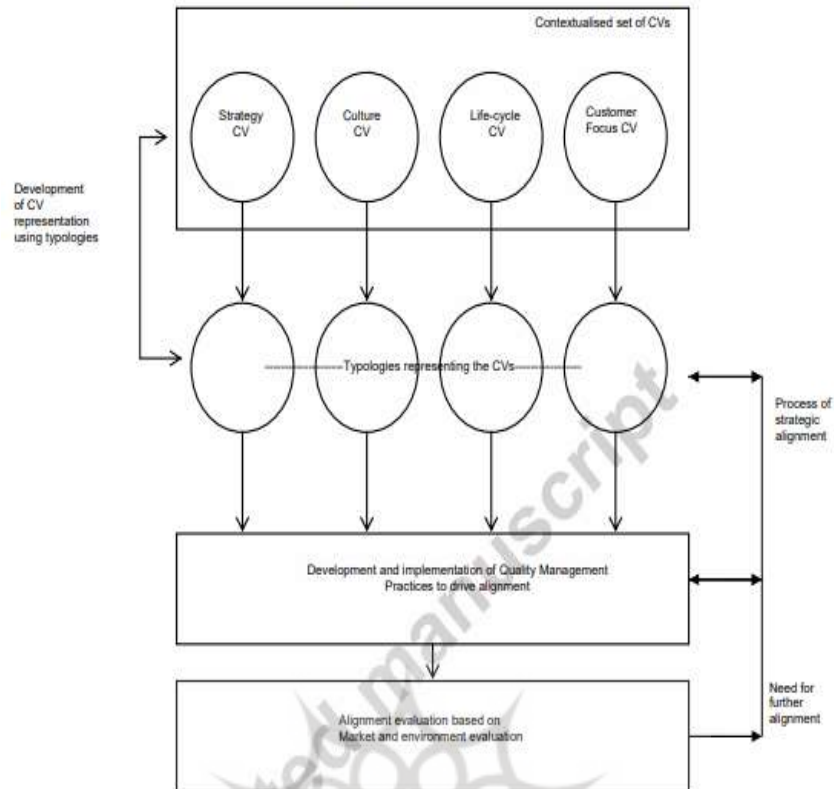 Contextualised set of CVs
Strategy
CV
Culture
CV
Life-cycle
CV
Customer
Focus CV
Development
of CV
representation
using typologies
Typologies representing the CVs
Process of
strategic
alignment
Development and implementation of Quality Management
Practices to drive alignment
Need for
further
alignment
Alignment evaluation based on
Market and environment evaluation
ted manuscript